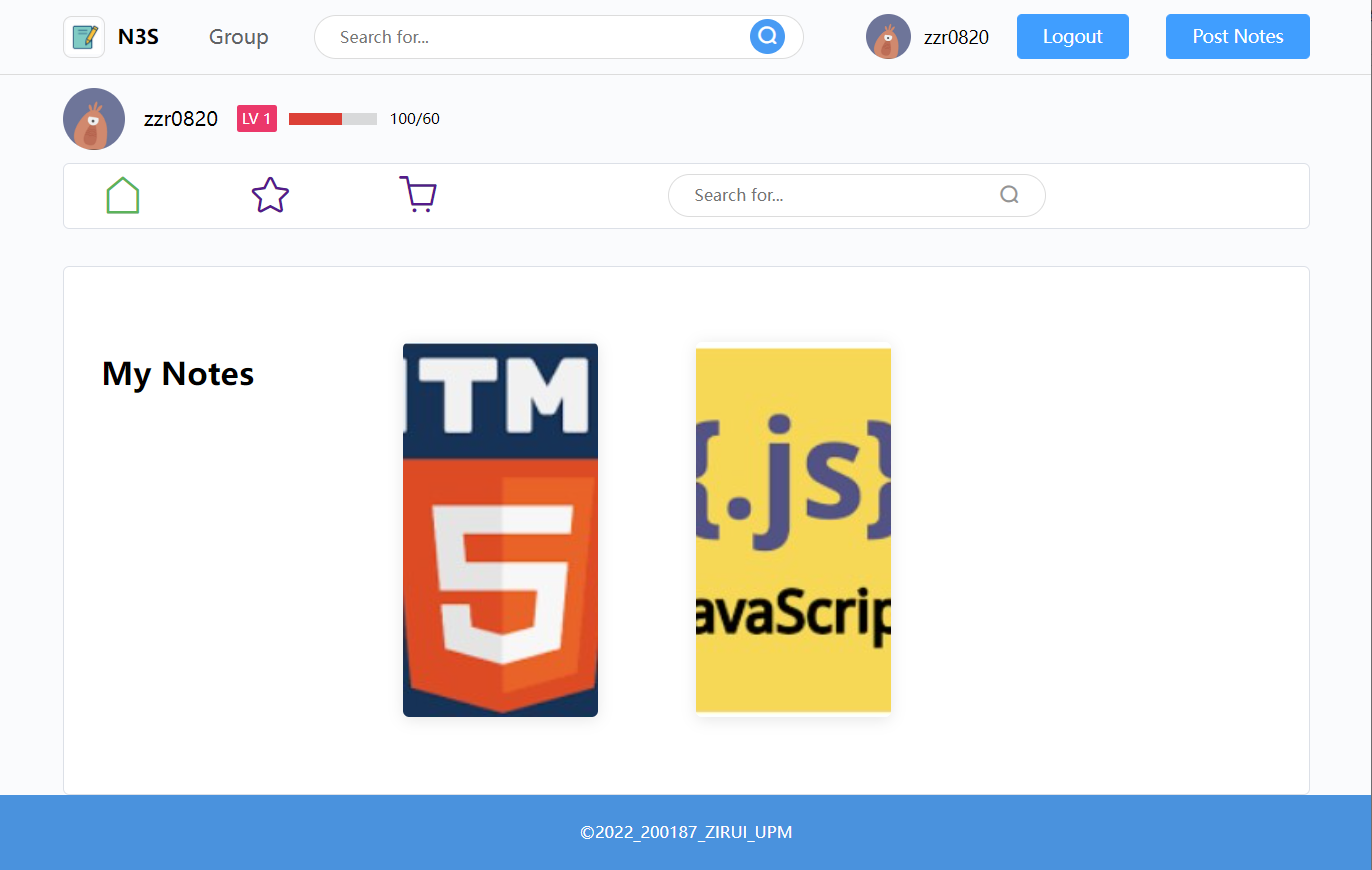 N3S Group Search for... zzr0820 Logout Post Notes
zzr0820 LV 1 100/60
Search for...
My Notes
TM
5
{.js}
avaScrip
©2022_200187_ZIRUI_UPM